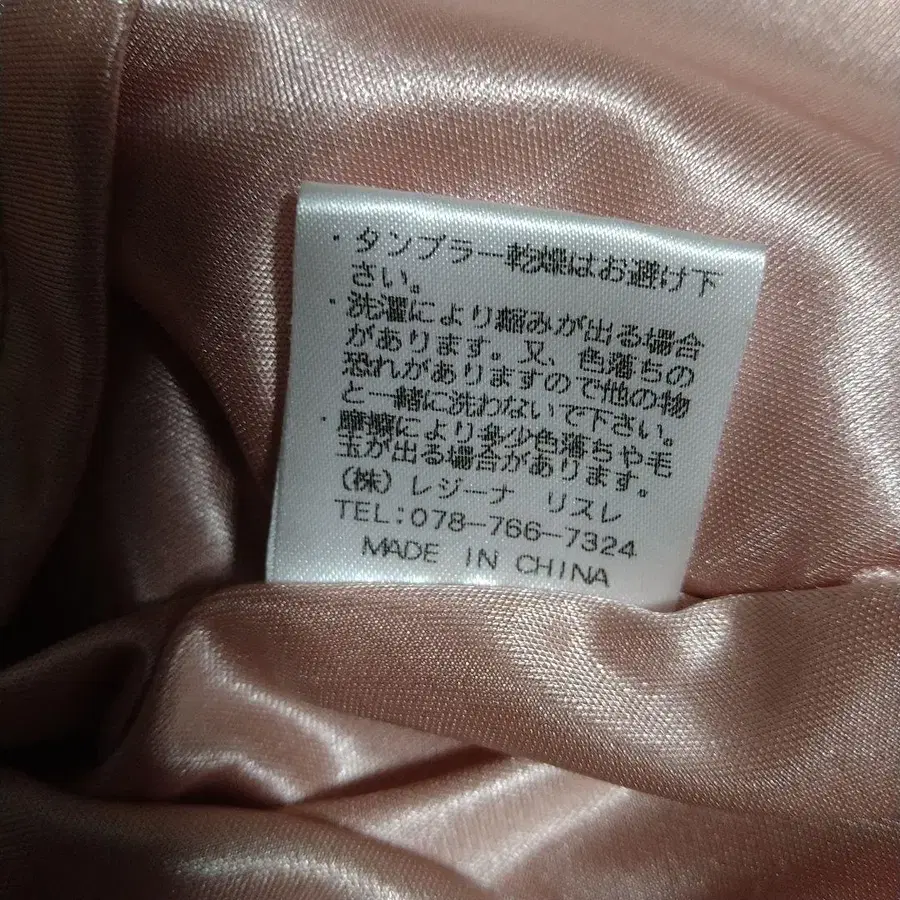 ・タンブラー乾燥はお避け下
さい。
・洗濯により縮みが出る場合
があります。又、色落ちの
恐れがありますので他の物
と一緒に洗わないで下さい。
・摩擦により多少色落ちや毛
玉が出る場合があります。
(株)レジーナ リスレ
TEL:078-766-7324
MADE IN CHINA